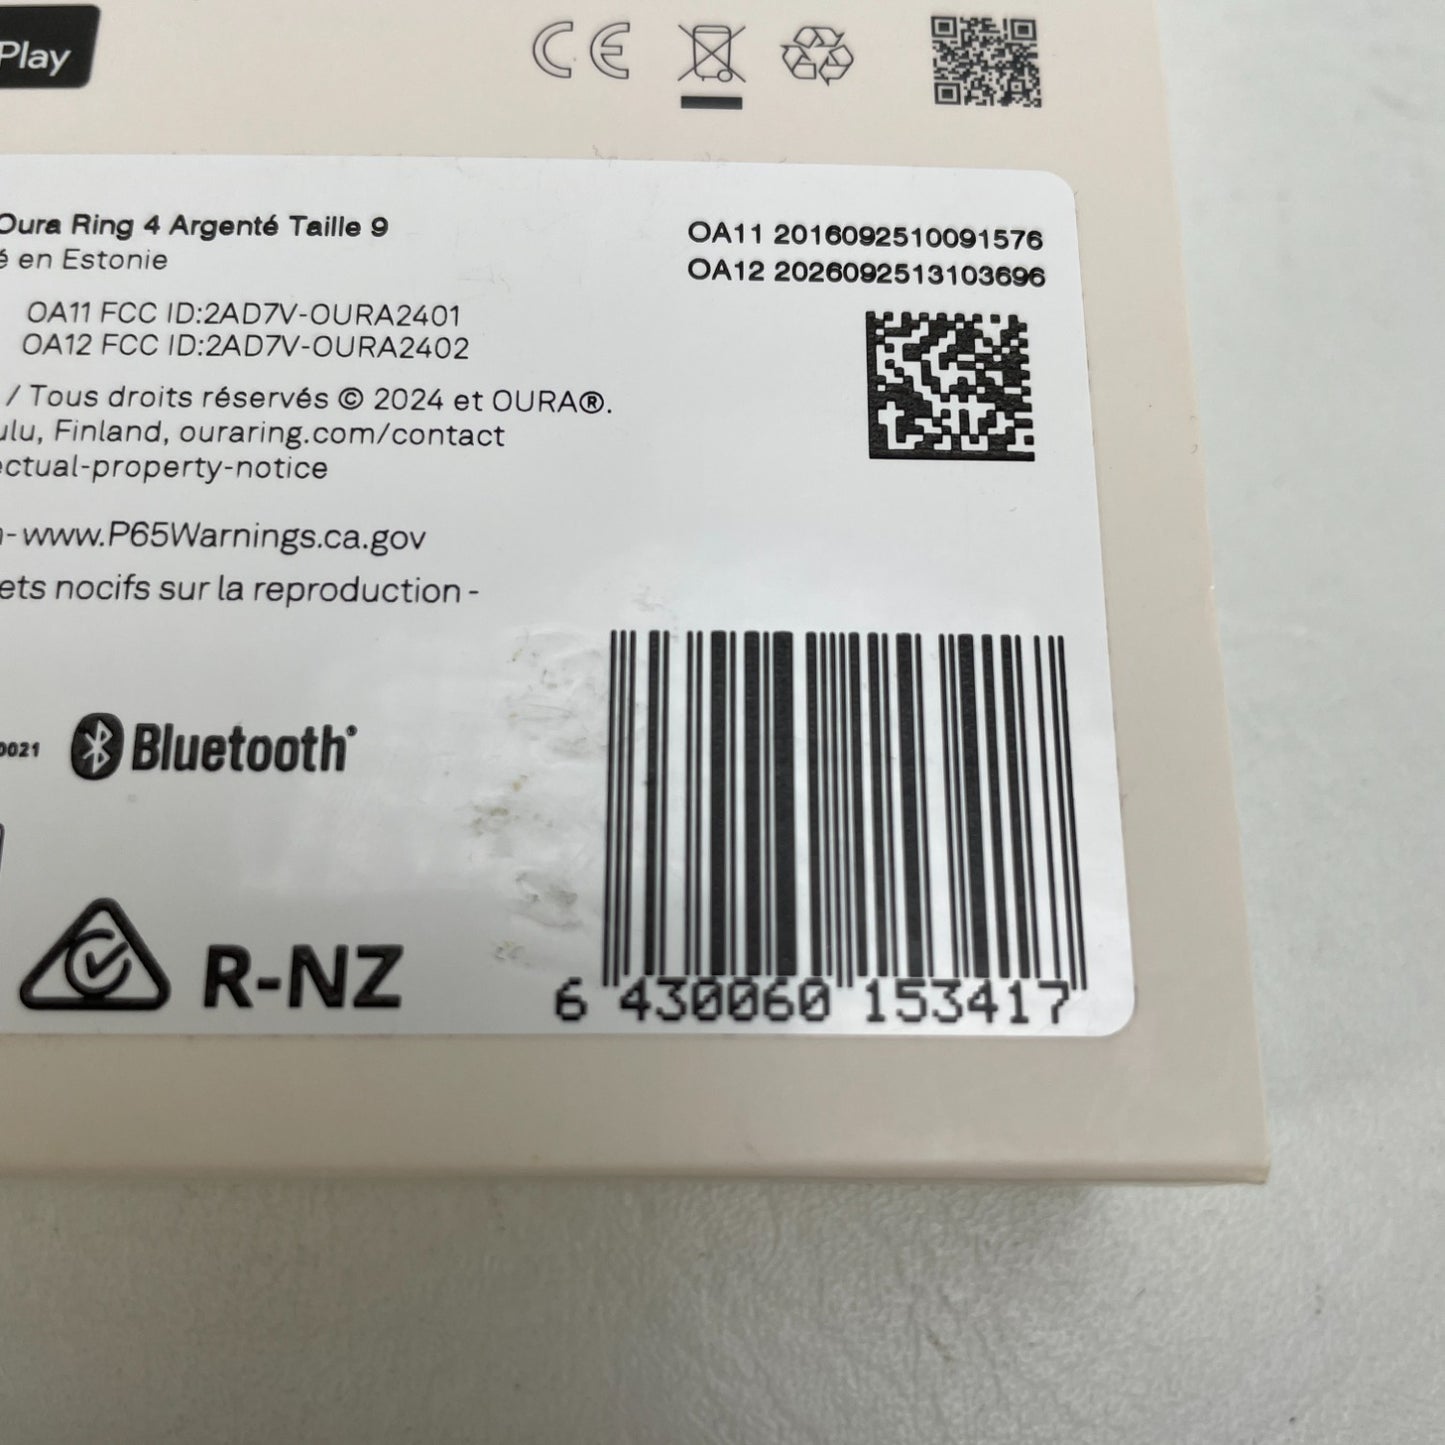 Play
CE
Oura Ring 4 Argenté Taille 9
é en Estonie
OA11 2016092510091576
OA12 2026092513103696
OA11 FCC ID:2AD7V-OURA2401
OA12 FCC ID:2AD7V-OURA2402
/ Tous droits réservés © 2024 et OURA®.
ulu, Finland, ouraring.com/contact
ectual-property-notice
- www.P65Warnings.ca.gov
ets nocifs sur la reproduction -
0021 Bluetooth®
R-NZ
6 430060 153417